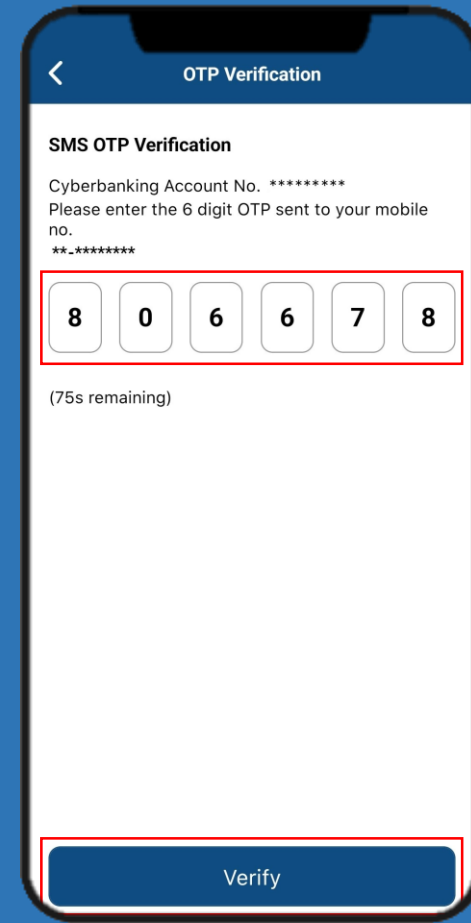 OTP Verification
SMS OTP Verification
Cyberbanking Account No. *********
Please enter the 6 digit OTP sent to your mobile
no.
**-********
8 0 6 6 7 8
(75s remaining)
Verify